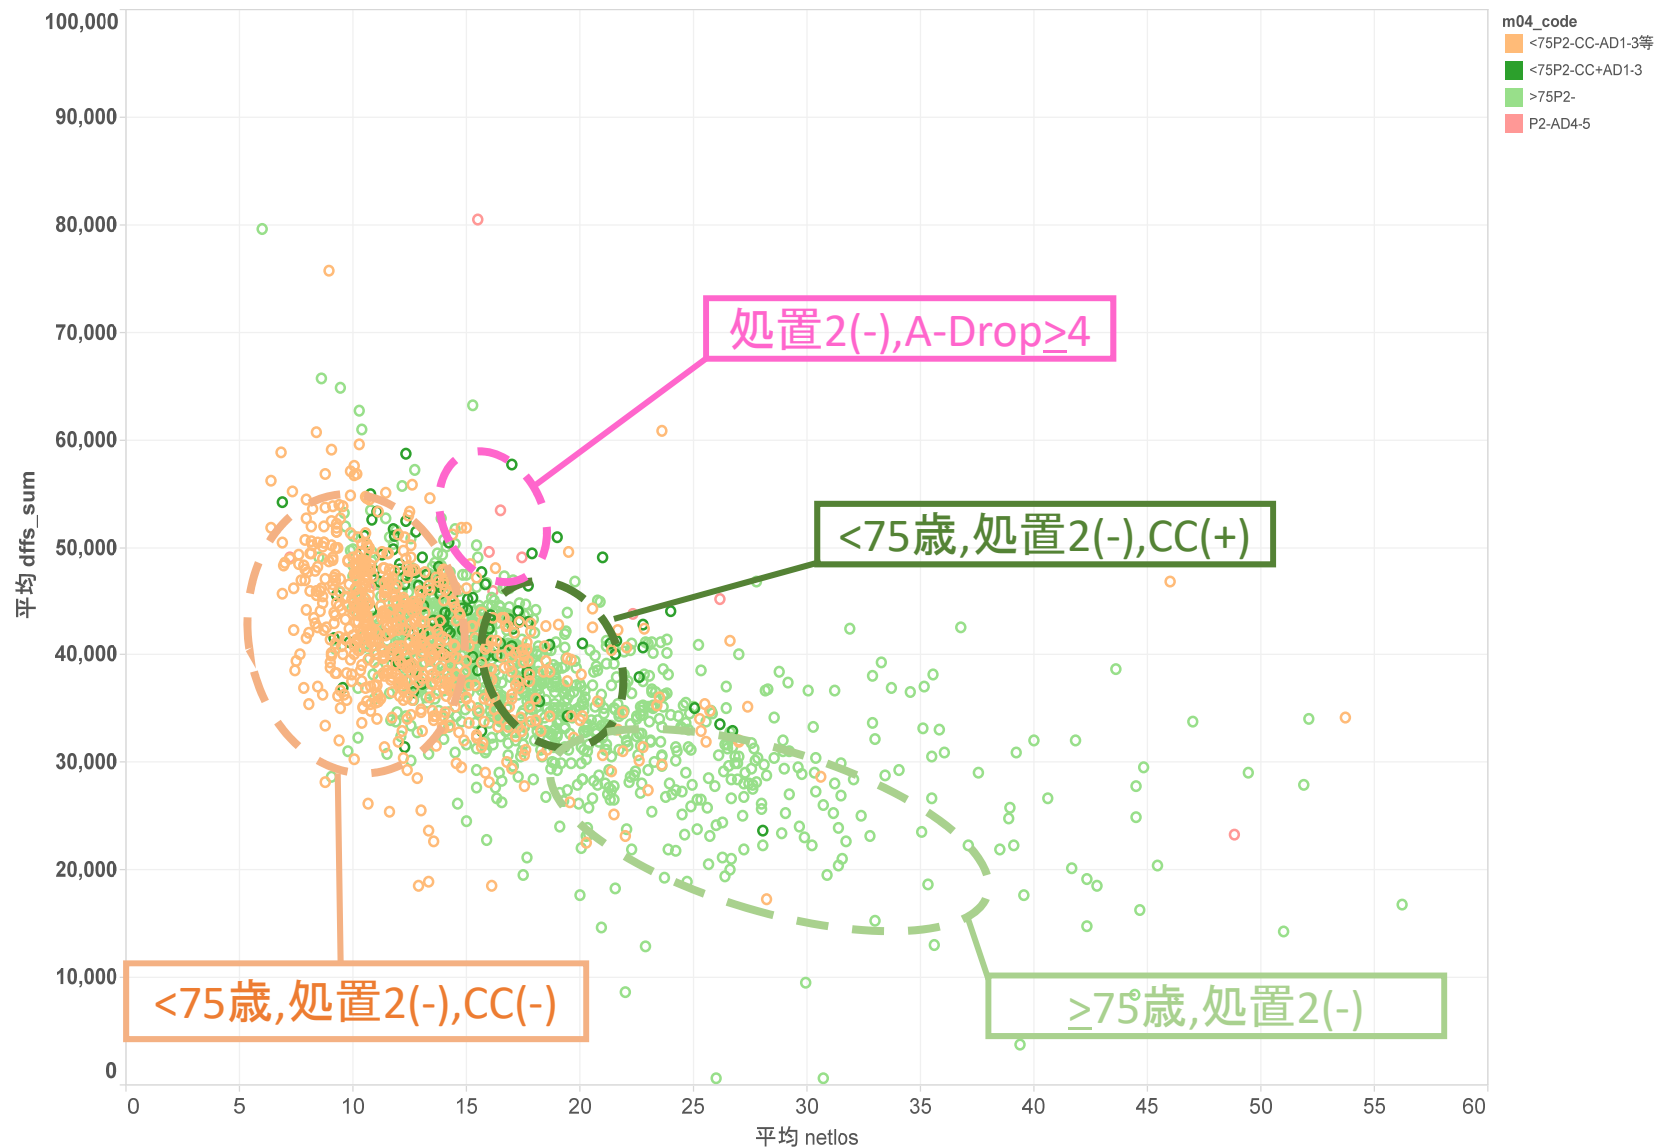 100,000
90,000
80,000
70,000
60,000
50,000
40,000
30,000
20,000
10,000
0
平均 dffs_sum
0 5 10 15 20 25 30 35 40 45 50 55 60
平均 netlos
m04_code
<75P2-CC-AD1-3等
<75P2-CC+AD1-3
>75P2-
P2-AD4-5
処置2(-),A-Drop≥4
<75歳,処置2(-),CC(+)
<75歳,処置2(-),CC(-)
≥75歳,処置2(-)